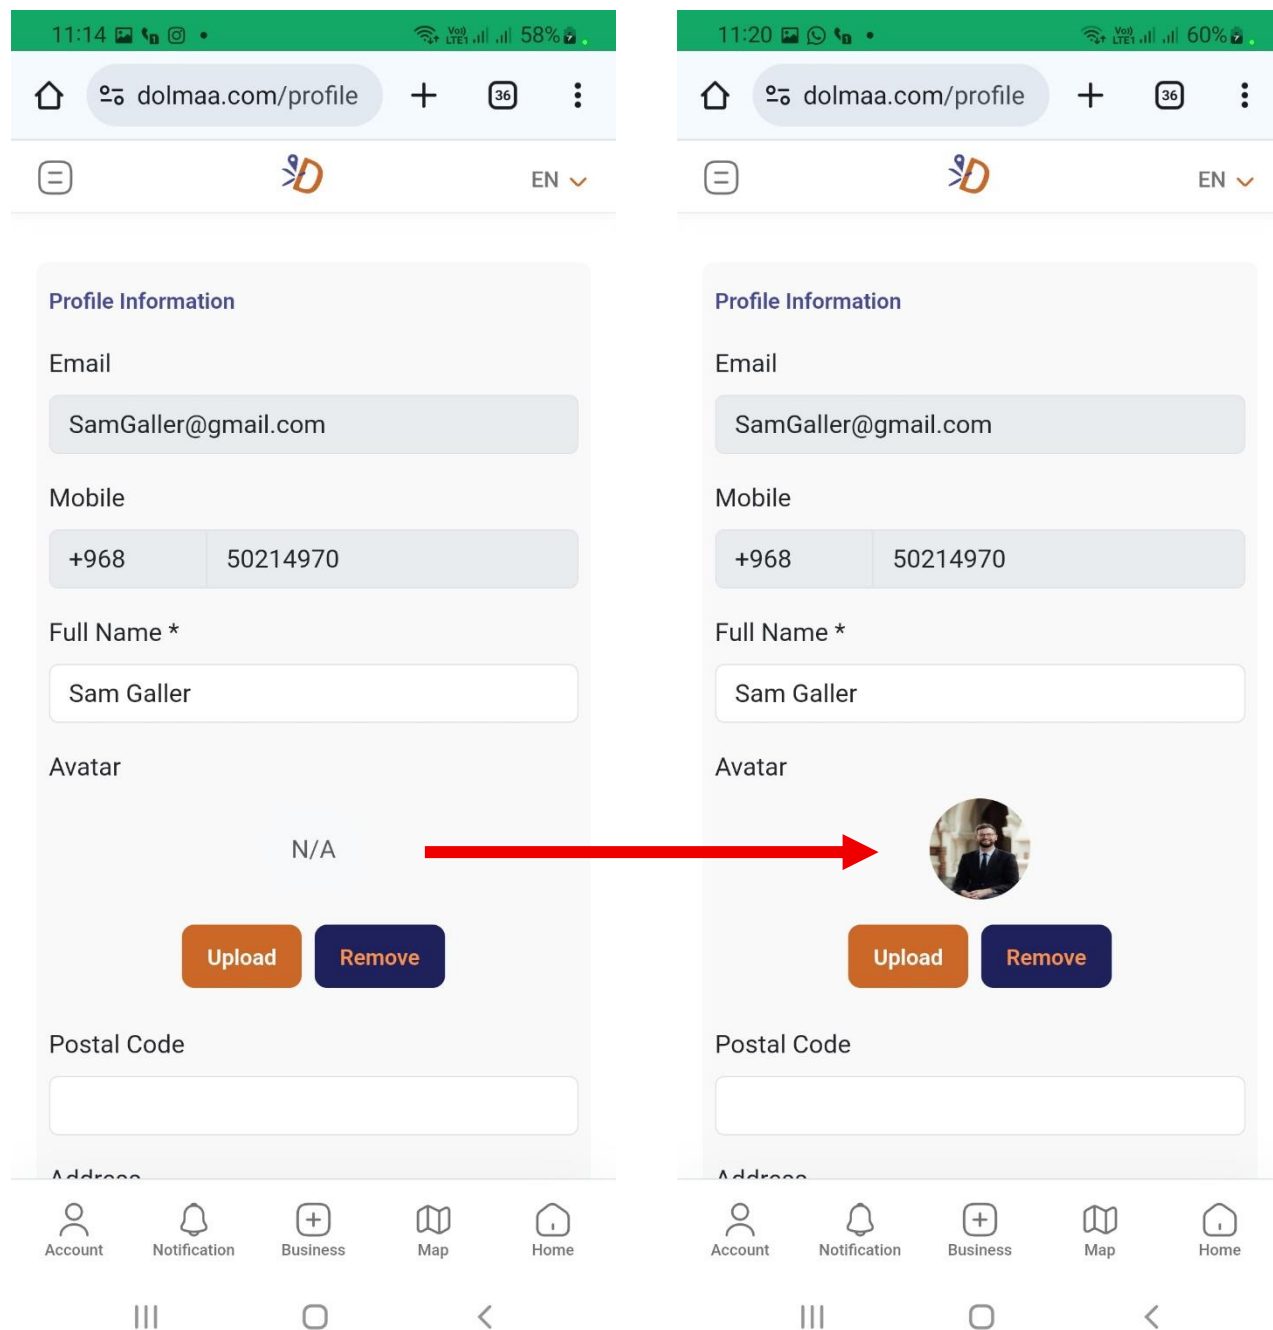 11:14 58%
dolmaa.com/profile 36
EN
Profile Information
Email
SamGaller@gmail.com
Mobile
+968 50214970
Full Name *
Sam Galler
Avatar
N/A
Upload Remove
Postal Code
Address
Account Notification Business Map Home
11:20 60%
dolmaa.com/profile 36
EN
Profile Information
Email
SamGaller@gmail.com
Mobile
+968 50214970
Full Name *
Sam Galler
Avatar
Upload Remove
Postal Code
Address
Account Notification Business Map Home